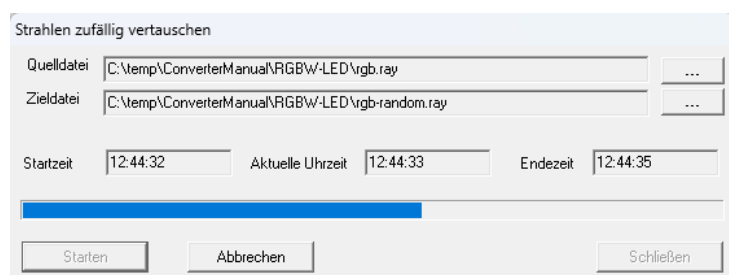 Strahlen zufällig vertauschen
Quelldatei C:\temp\ConverterManual\RGBW-LED\rgb.ray ...
Zieldatei C:\temp\ConverterManual\RGBW-LED\rgb-random.ray ...
Startzeit 12:44:32 Aktuelle Uhrzeit 12:44:33 Endezeit 12:44:35
Starten Abbrechen Schließen